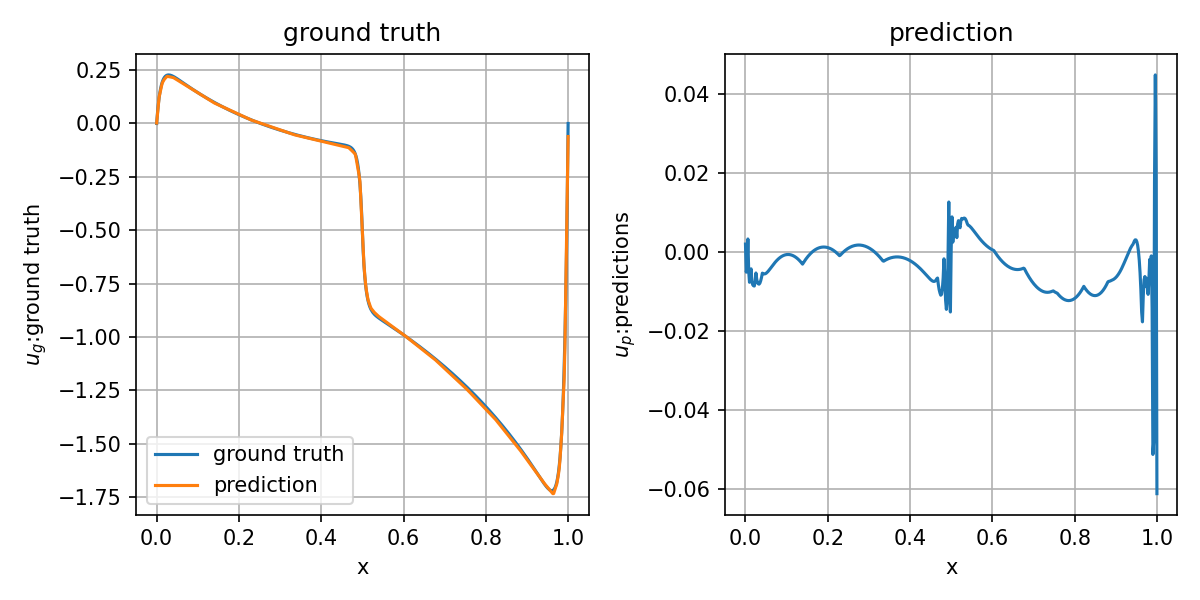 ground truth
0.25
0.00
−0.25
−0.50
−0.75
−1.00
−1.25
−1.50
−1.75
u_g:ground truth
ground truth
prediction
0.0 0.2 0.4 0.6 0.8 1.0
x
prediction
0.04
0.02
0.00
−0.02
−0.04
−0.06
u_p:predictions
0.0 0.2 0.4 0.6 0.8 1.0
x